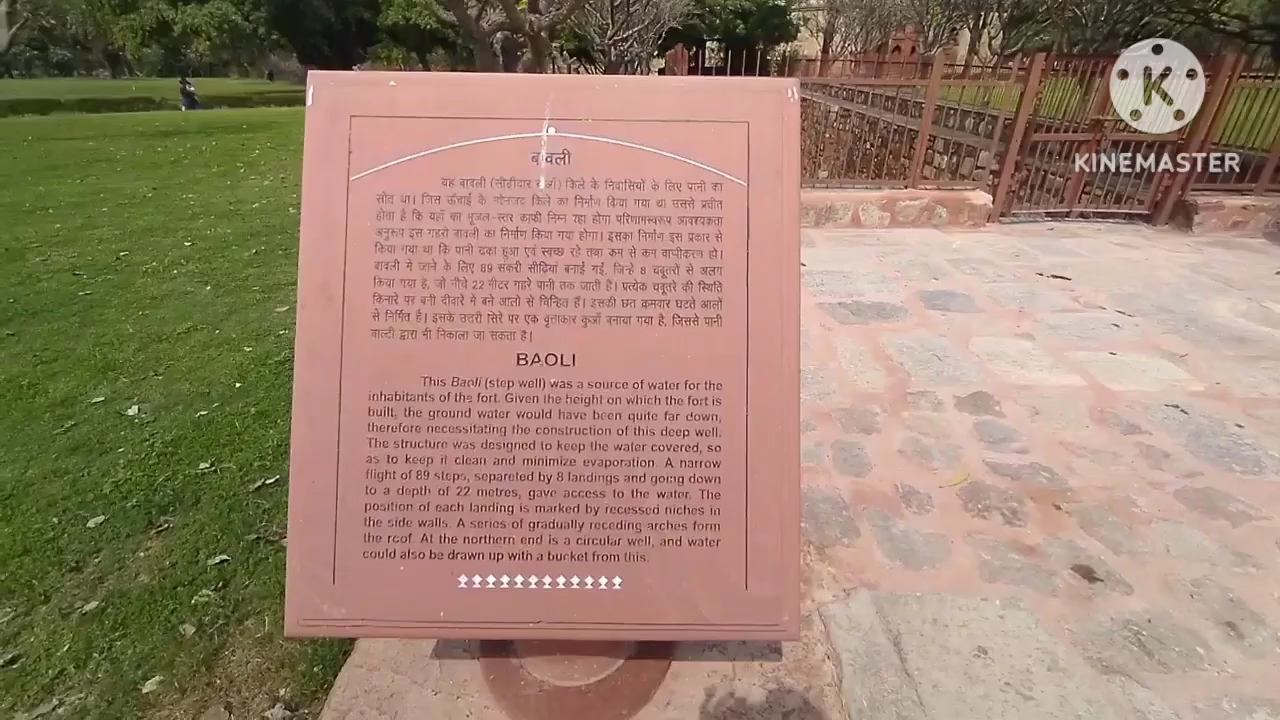 बावली
यह बावली (सीढ़ीदार कुआँ) किले के निवासियों के लिए पानी का
स्रोत था। जिस ऊँचाई के किले का निर्माण किया गया था उससे प्रतीत
होता है कि यहाँ का भूजल-स्तर काफी निम्न रहा होगा परिणामस्वरूप आवश्यकता
अनुरूप इस गहरी बावली का निर्माण किया गया होगा। इसका निर्माण इस प्रकार से
किया गया था कि पानी ढका हुआ एवं स्वच्छ रहे तथा कम से कम वाष्पीकरण हो।
बावली में जाने के लिए 89 संकरी सीढ़ियां बनाई गई, जिन्हें 8 चबूतरों से अलग
किया गया है, जो नीचे 22 मीटर गहरे पानी तक जाती है। प्रत्येक चबूतरे की स्थिति
किनारे पर बनी दीवारों में बने आलों से चिन्हित हैं। इसकी छत क्रमवार घटते आलों
से निर्मित है। इसके उत्तरी सिरे पर एक वृताकार कुआँ बनाया गया है, जिससे पानी
बाल्टी द्वारा भी निकाला जा सकता है।
BAOLI
This Baoli (step well) was a source of water for the
inhabitants of the fort. Given the height on which the fort is
built, the ground water would have been quite far down,
therefore necessitating the construction of this deep well.
The structure was designed to keep the water covered, so
as to keep it clean and minimize evaporation. A narrow
flight of 89 steps, separeted by 8 landings and going down
to a depth of 22 metres, gave access to the water. The
position of each landing is marked by recessed niches in
the side walls. A series of gradually receding arches form
the roof. At the northern end is a circular well, and water
could also be drawn up with a bucket from this.
K
KINEMASTER